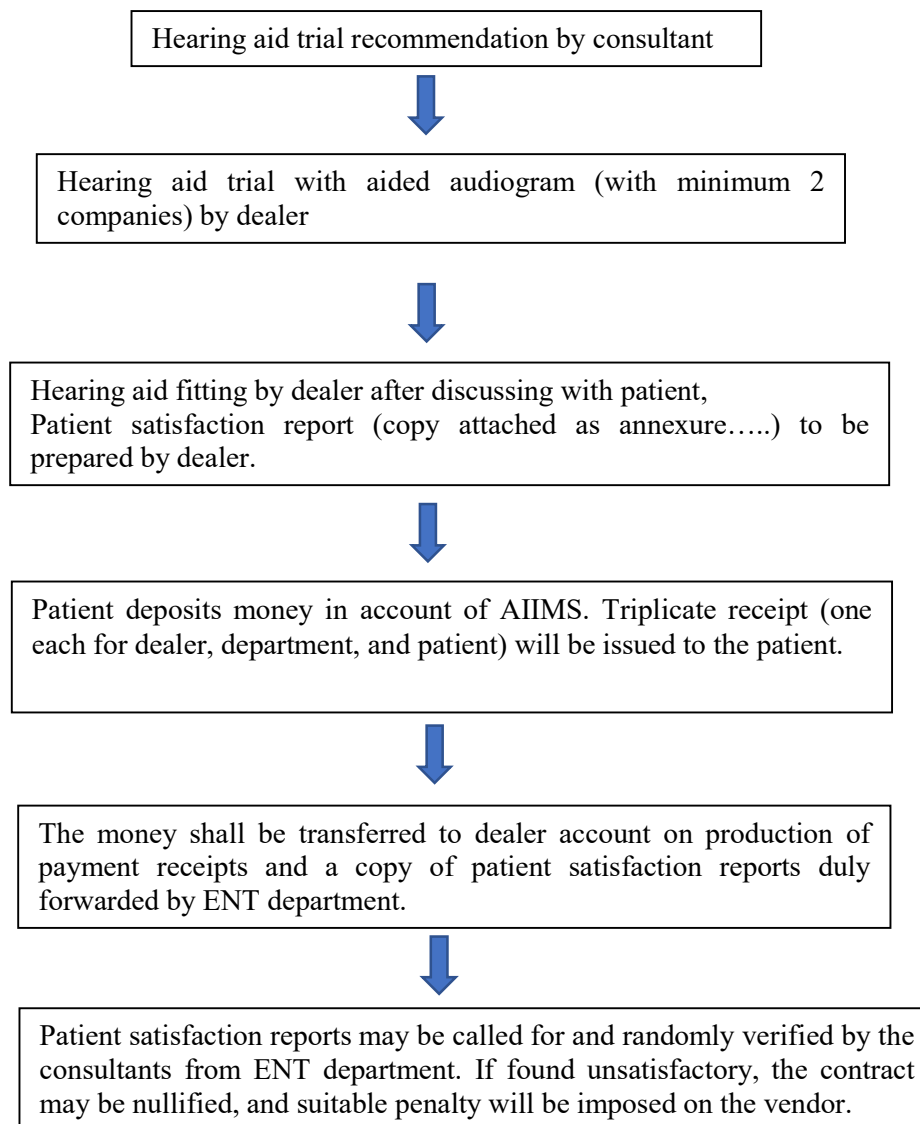 Hearing aid trial recommendation by consultant
Hearing aid trial with aided audiogram (with minimum 2
companies) by dealer
Hearing aid fitting by dealer after discussing with patient,
Patient satisfaction report (copy attached as annexure…..) to be
prepared by dealer.
Patient deposits money in account of AIIMS. Triplicate receipt (one
each for dealer, department, and patient) will be issued to the patient.
The money shall be transferred to dealer account on production of
payment receipts and a copy of patient satisfaction reports duly
forwarded by ENT department.
Patient satisfaction reports may be called for and randomly verified by the
consultants from ENT department. If found unsatisfactory, the contract
may be nullified, and suitable penalty will be imposed on the vendor.